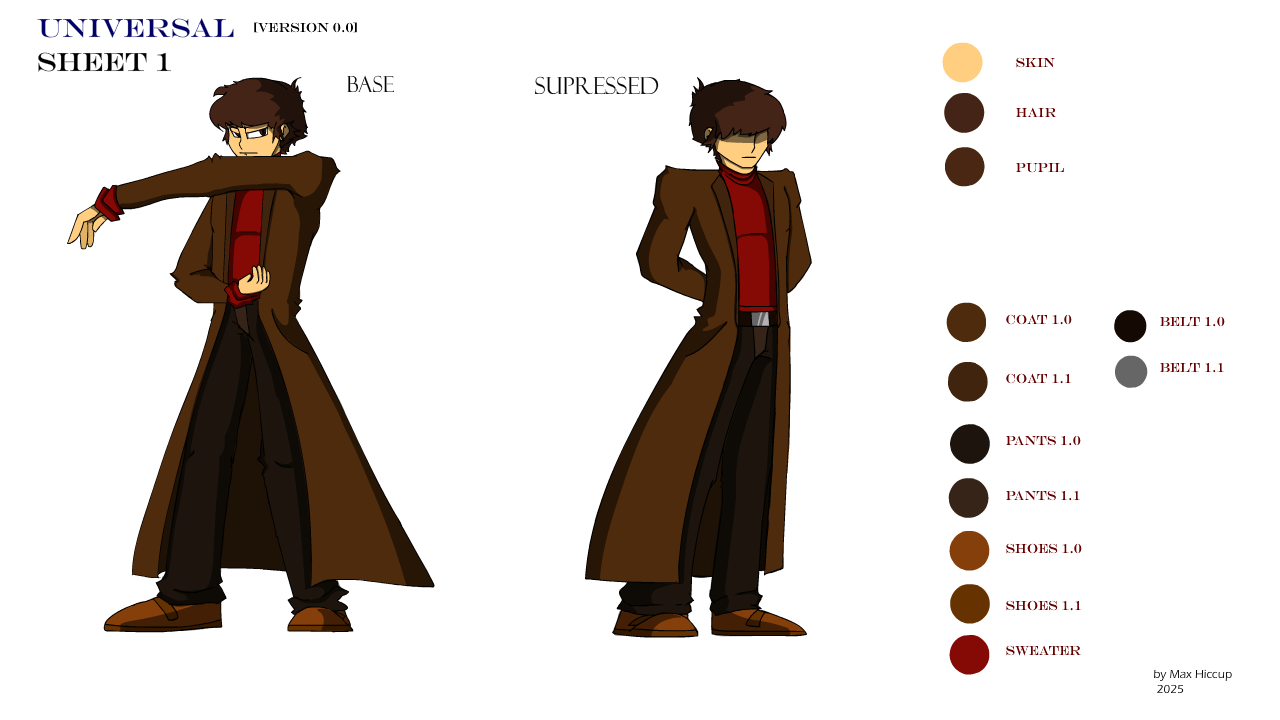 UNIVERSAL [VERSION 0.0]
SHEET 1
BASE
SUPRESSED
SKIN
HAIR
PUPIL
COAT 1.0
COAT 1.1
PANTS 1.0
PANTS 1.1
SHOES 1.0
SHOES 1.1
SWEATER
BELT 1.0
BELT 1.1
by Max Hiccup
2025